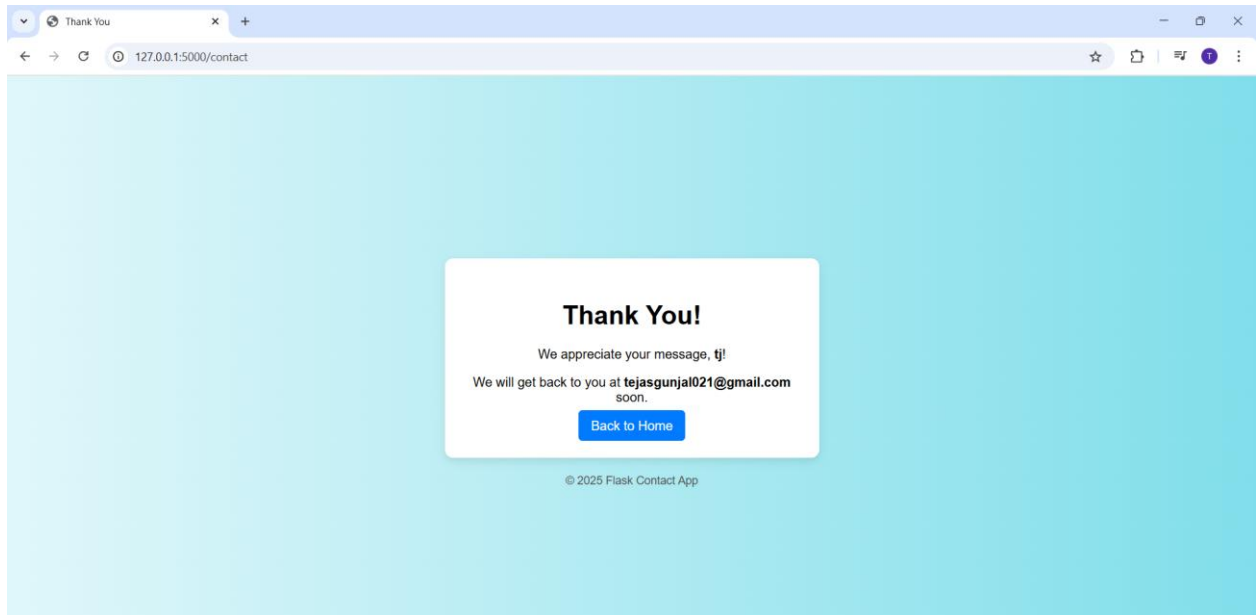 Thank You
127.0.0.1:5000/contact
T
Thank You!
We appreciate your message, tj!
We will get back to you at tejasgunjal021@gmail.com
soon.
Back to Home
© 2025 Flask Contact App